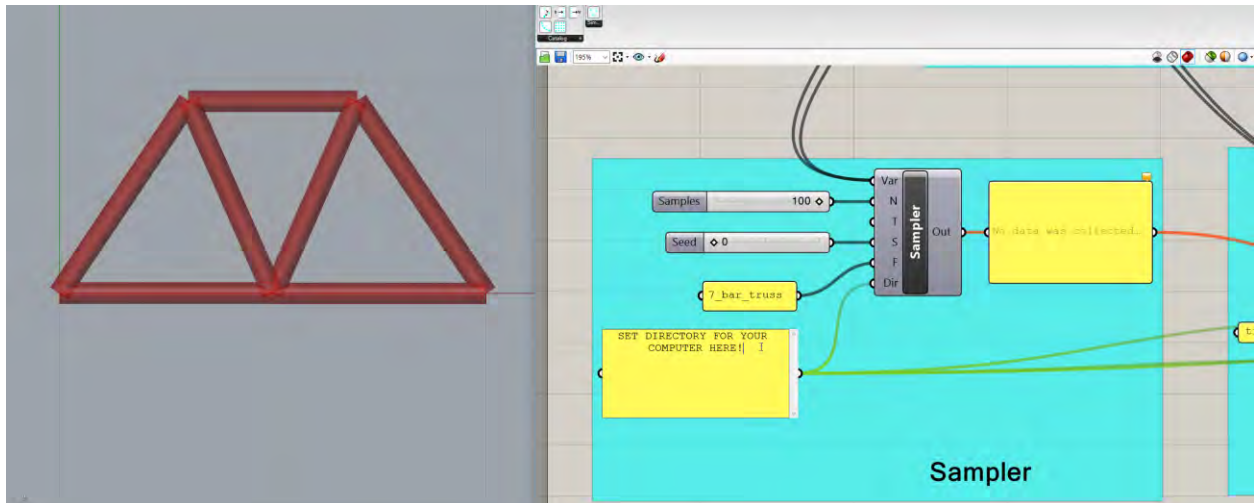 Catalog
195%
Samples
100
Seed
0
7_bar_truss
SET DIRECTORY FOR YOUR
COMPUTER HERE!
Var
N
T
S
F
Dir
Sampler
Out
No data was collected…
Sampler